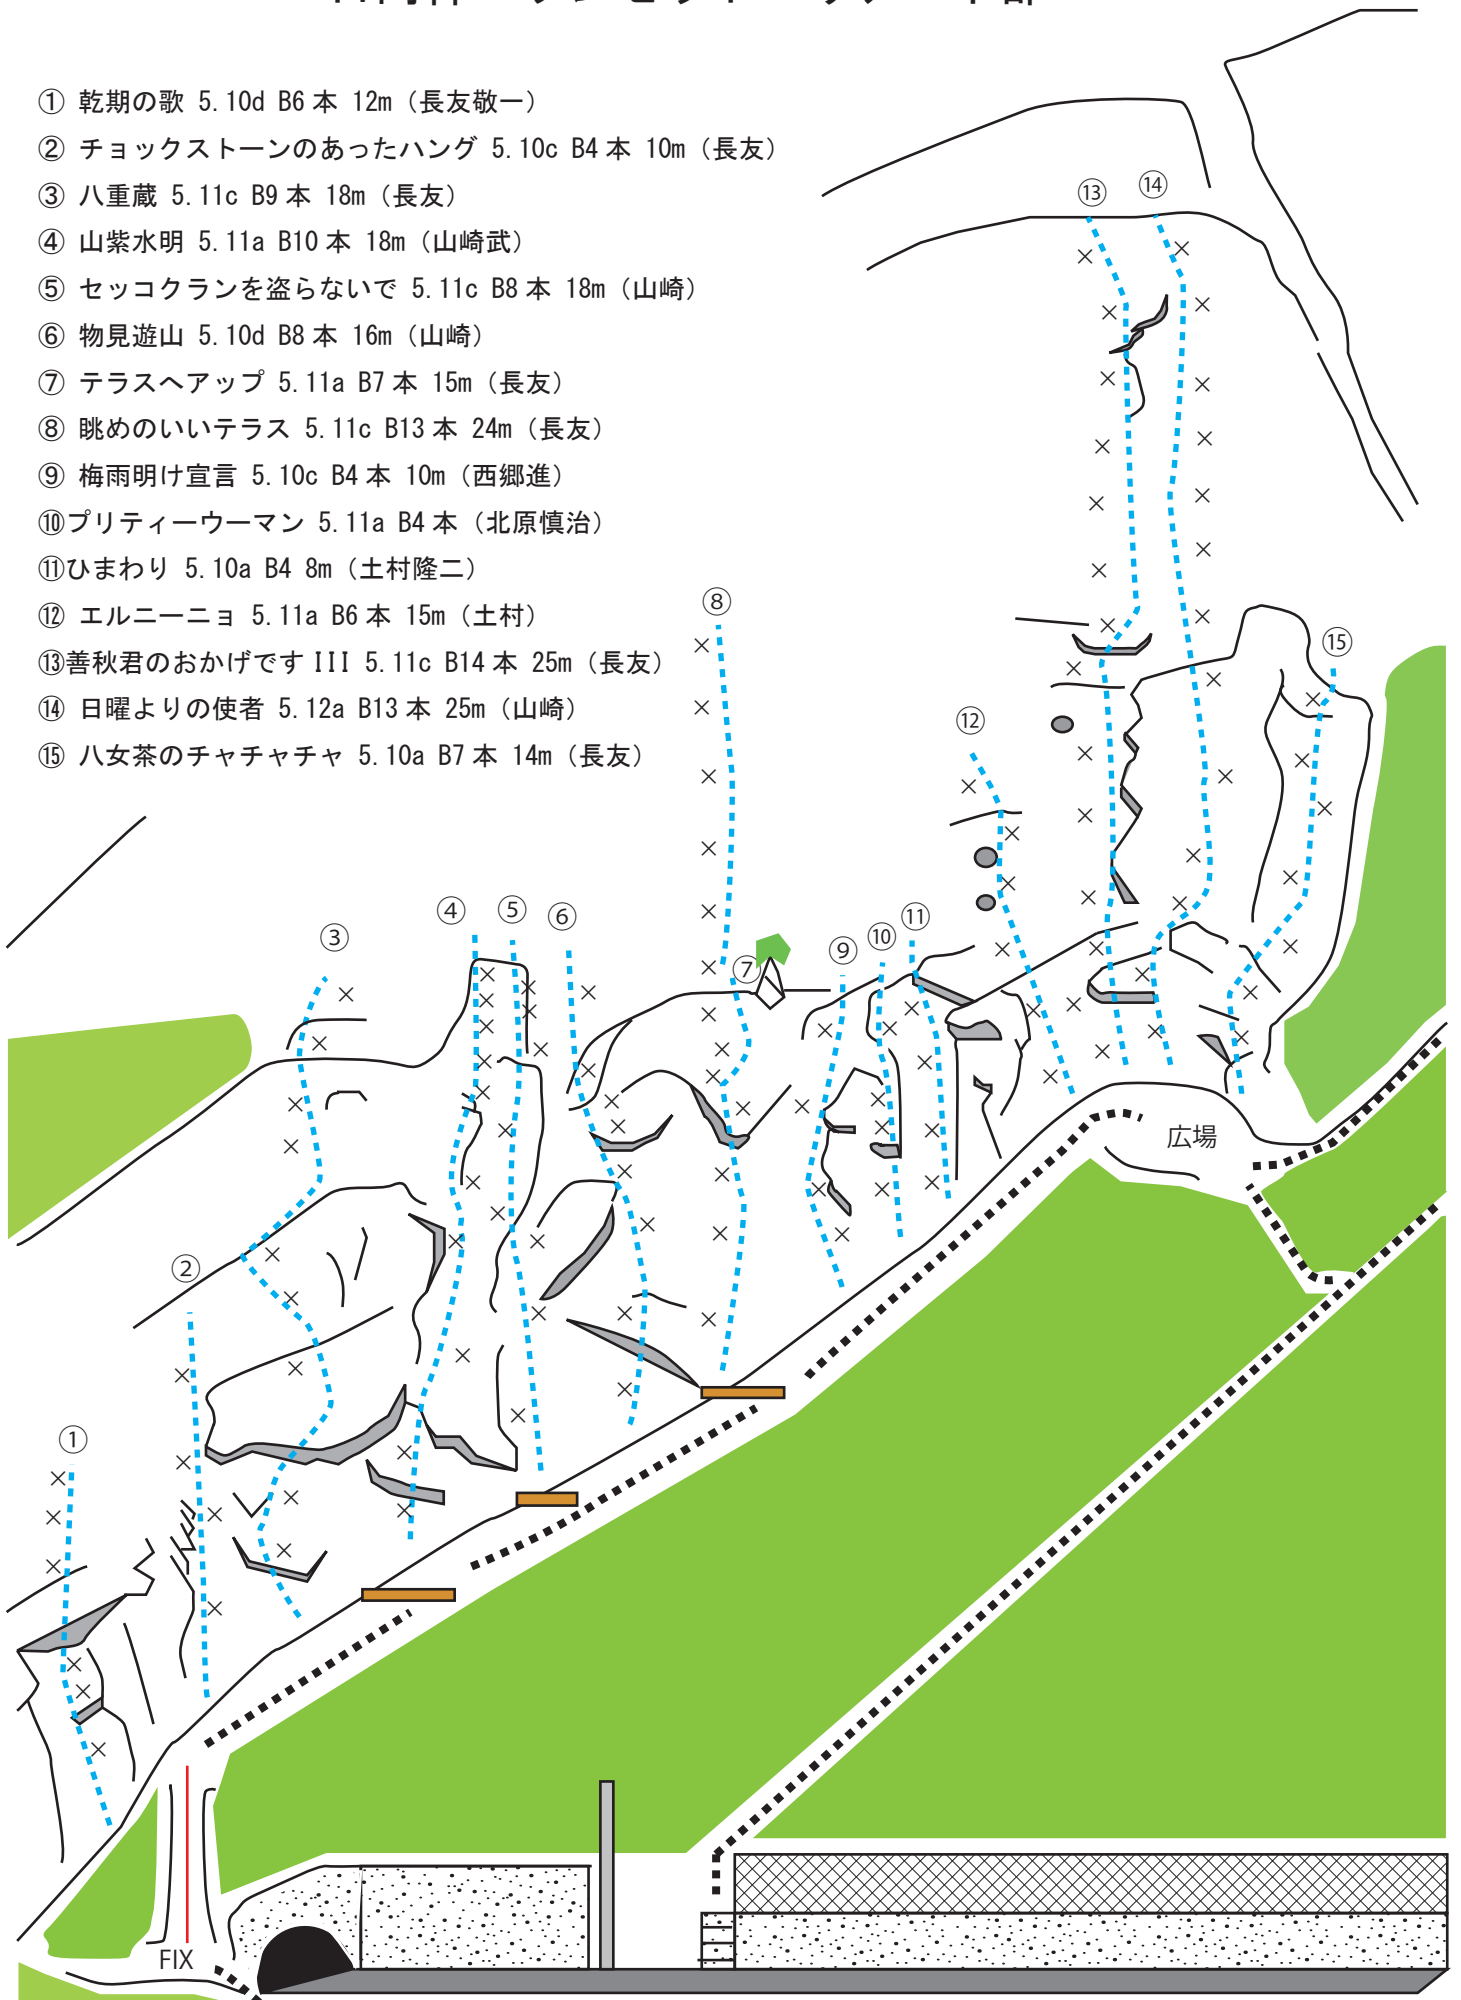 ① 乾期の歌 5.10d B6本 12m（長友敬一）
② チョックストーンのあったハング 5.10c B4本 10m（長友）
③ 八重蔵 5.11c B9本 18m（長友）
④ 山紫水明 5.11a B10本 18m（山崎武）
⑤ セッコクランを盗らないで 5.11c B8本 18m（山崎）
⑥ 物見遊山 5.10d B8本 16m（山崎）
⑦ テラスへアップ 5.11a B7本 15m（長友）
⑧ 眺めのいいテラス 5.11c B13本 24m（長友）
⑨ 梅雨明け宣言 5.10c B4本 10m（西郷進）
⑩プリティーウーマン 5.11a B4本（北原慎治）
⑪ひまわり 5.10a B4 8m（土村隆二）
⑫ エルニーニョ 5.11a B6本 15m（土村）
⑬善秋君のおかげです III 5.11c B14本 25m（長友）
⑭ 日曜よりの使者 5.12a B13本 25m（山崎）
⑮ 八女茶のチャチャチャ 5.10a B7本 14m（長友）
⑬
⑭
⑧
⑮
⑫
③
④
⑤
⑥
⑦
⑨
⑩
⑪
広場
②
①
FIX